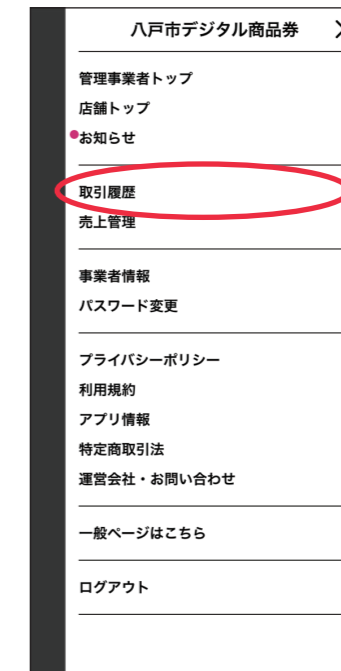 八戸市デジタル商品券
管理事業者トップ
店舗トップ
お知らせ
取引履歴
売上管理
事業者情報
パスワード変更
プライバシーポリシー
利用規約
アプリ情報
特定商取引法
運営会社・お問い合わせ
一般ページはこちら
ログアウト